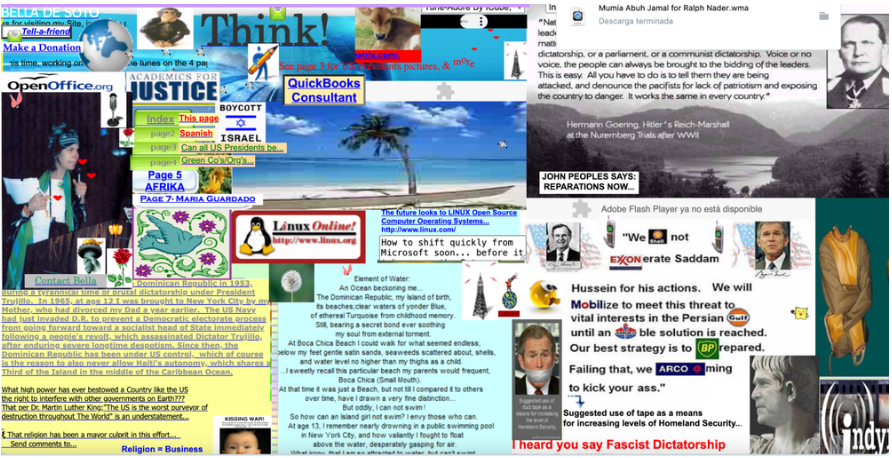 BELLA DE SOTO
for visiting my Site,
Tell-a-friend
Make a Donation
is time, working on
the tunes on the 4 pa
OpenOffice.org
ACADEMICS FOR
JUSTICE
Think!
See page 3 for
pictures, & more
QuickBooks
Consultant
BOYCOTT
ISRAEL
Index This page
page2 Spanish
page3 Can all US Presidents be...
page4 Green Co's/Org's...
Page 5
AFRIKA
Page 7- Maria Guardado
Contact Bella
Linux Online!
http://www.linux.org
The future looks to LINUX Open Source
Computer Operating Systems...
http://www.linux.com/
How to shift quickly from
Microsoft soon... before it
Dominican Republic in 1953,
during a tyrannical time of brutal dictatorship under President
Trujillo. In 1965, at age 12 I was brought to New York City by my
Mother, who had divorced my Dad a year earlier. The US Navy
had just invaded D.R. to prevent a Democratic electorate process
from going forward toward a socialist head of State immediately
following a people's revolt, which assassinated Dictator Trujillo,
after enduring severe longtime despotism. Since then, the
Dominican Republic has been under US control, which of course
is the reason to also never allow Haiti's autonomy, which shares a
Third of the Island in the middle of the Caribbean Ocean.
What high power has ever bestowed a Country like the US
the right to interfere with other governments on Earth???
That per Dr. Martin Luther King;"The US is the worst purveyor of
destruction throughout The World" is an understatement...
That religion has been a major culprit in this effort...
Send comments to...
Religion = Business
KISSING WAR!
Element of Water:
An Ocean beckoning me...
The Dominican Republic, my Island of birth,
its beaches,clear waters of yonder Blue,
of ethereal Turquoise from childhood memory.
Still, bearing a secret bond ever soothing
my soul from external torment.
At Boca Chica Beach I could walk for what seemed endless;
below my feet gentle satin sands, seaweeds scattered about, shells,
and water level no higher than my thighs as a child.
...I sweetly recall this particular beach my parents would frequent,
Boca Chica (Small Mouth).
At that time it was just a Beach, but not till I compared it to others
over time, have I drawn a very fine distinction...
But oddly, I can not swim!
So how can an Island girl not swim? I envy those who can.
At age 13, I remember nearly drowning in a public swimming pool
in New York City, and how valiantly I fought to float
above the water, desperately gasping for air.
Mumia Abuh Jamal for Ralph Nader.wma
Descarga terminada
dictatorship, or a parliament, or a communist dictatorship. Voice or no
voice, the people can always be brought to the bidding of the leaders.
This is easy. All you have to do is to tell them they are being
attacked, and denounce the pacifists for lack of patriotism and exposing
the country to danger. It works the same in every country."
Hermann Goering, Hitler's Reich-Marshall
at the Nuremberg Trials after WWII
JOHN PEOPLES SAYS:
REPARATIONS NOW...
Adobe Flash Player ya no está disponible
"We Shell not
EXXONerate Saddam
Hussein for his actions. We will
Mobilize to meet this threat to
vital interests in the Persian Gulf
until an able solution is reached.
Our best strategy is to BP repared.
Failing that, we ARCO ming
to kick your ass."
Suggested use of
duct tape as a
means for
increasing levels of
Homeland Security.
Suggested use of tape as a means
for increasing levels of Homeland Security...
I heard you say Fascist Dictatorship
indy